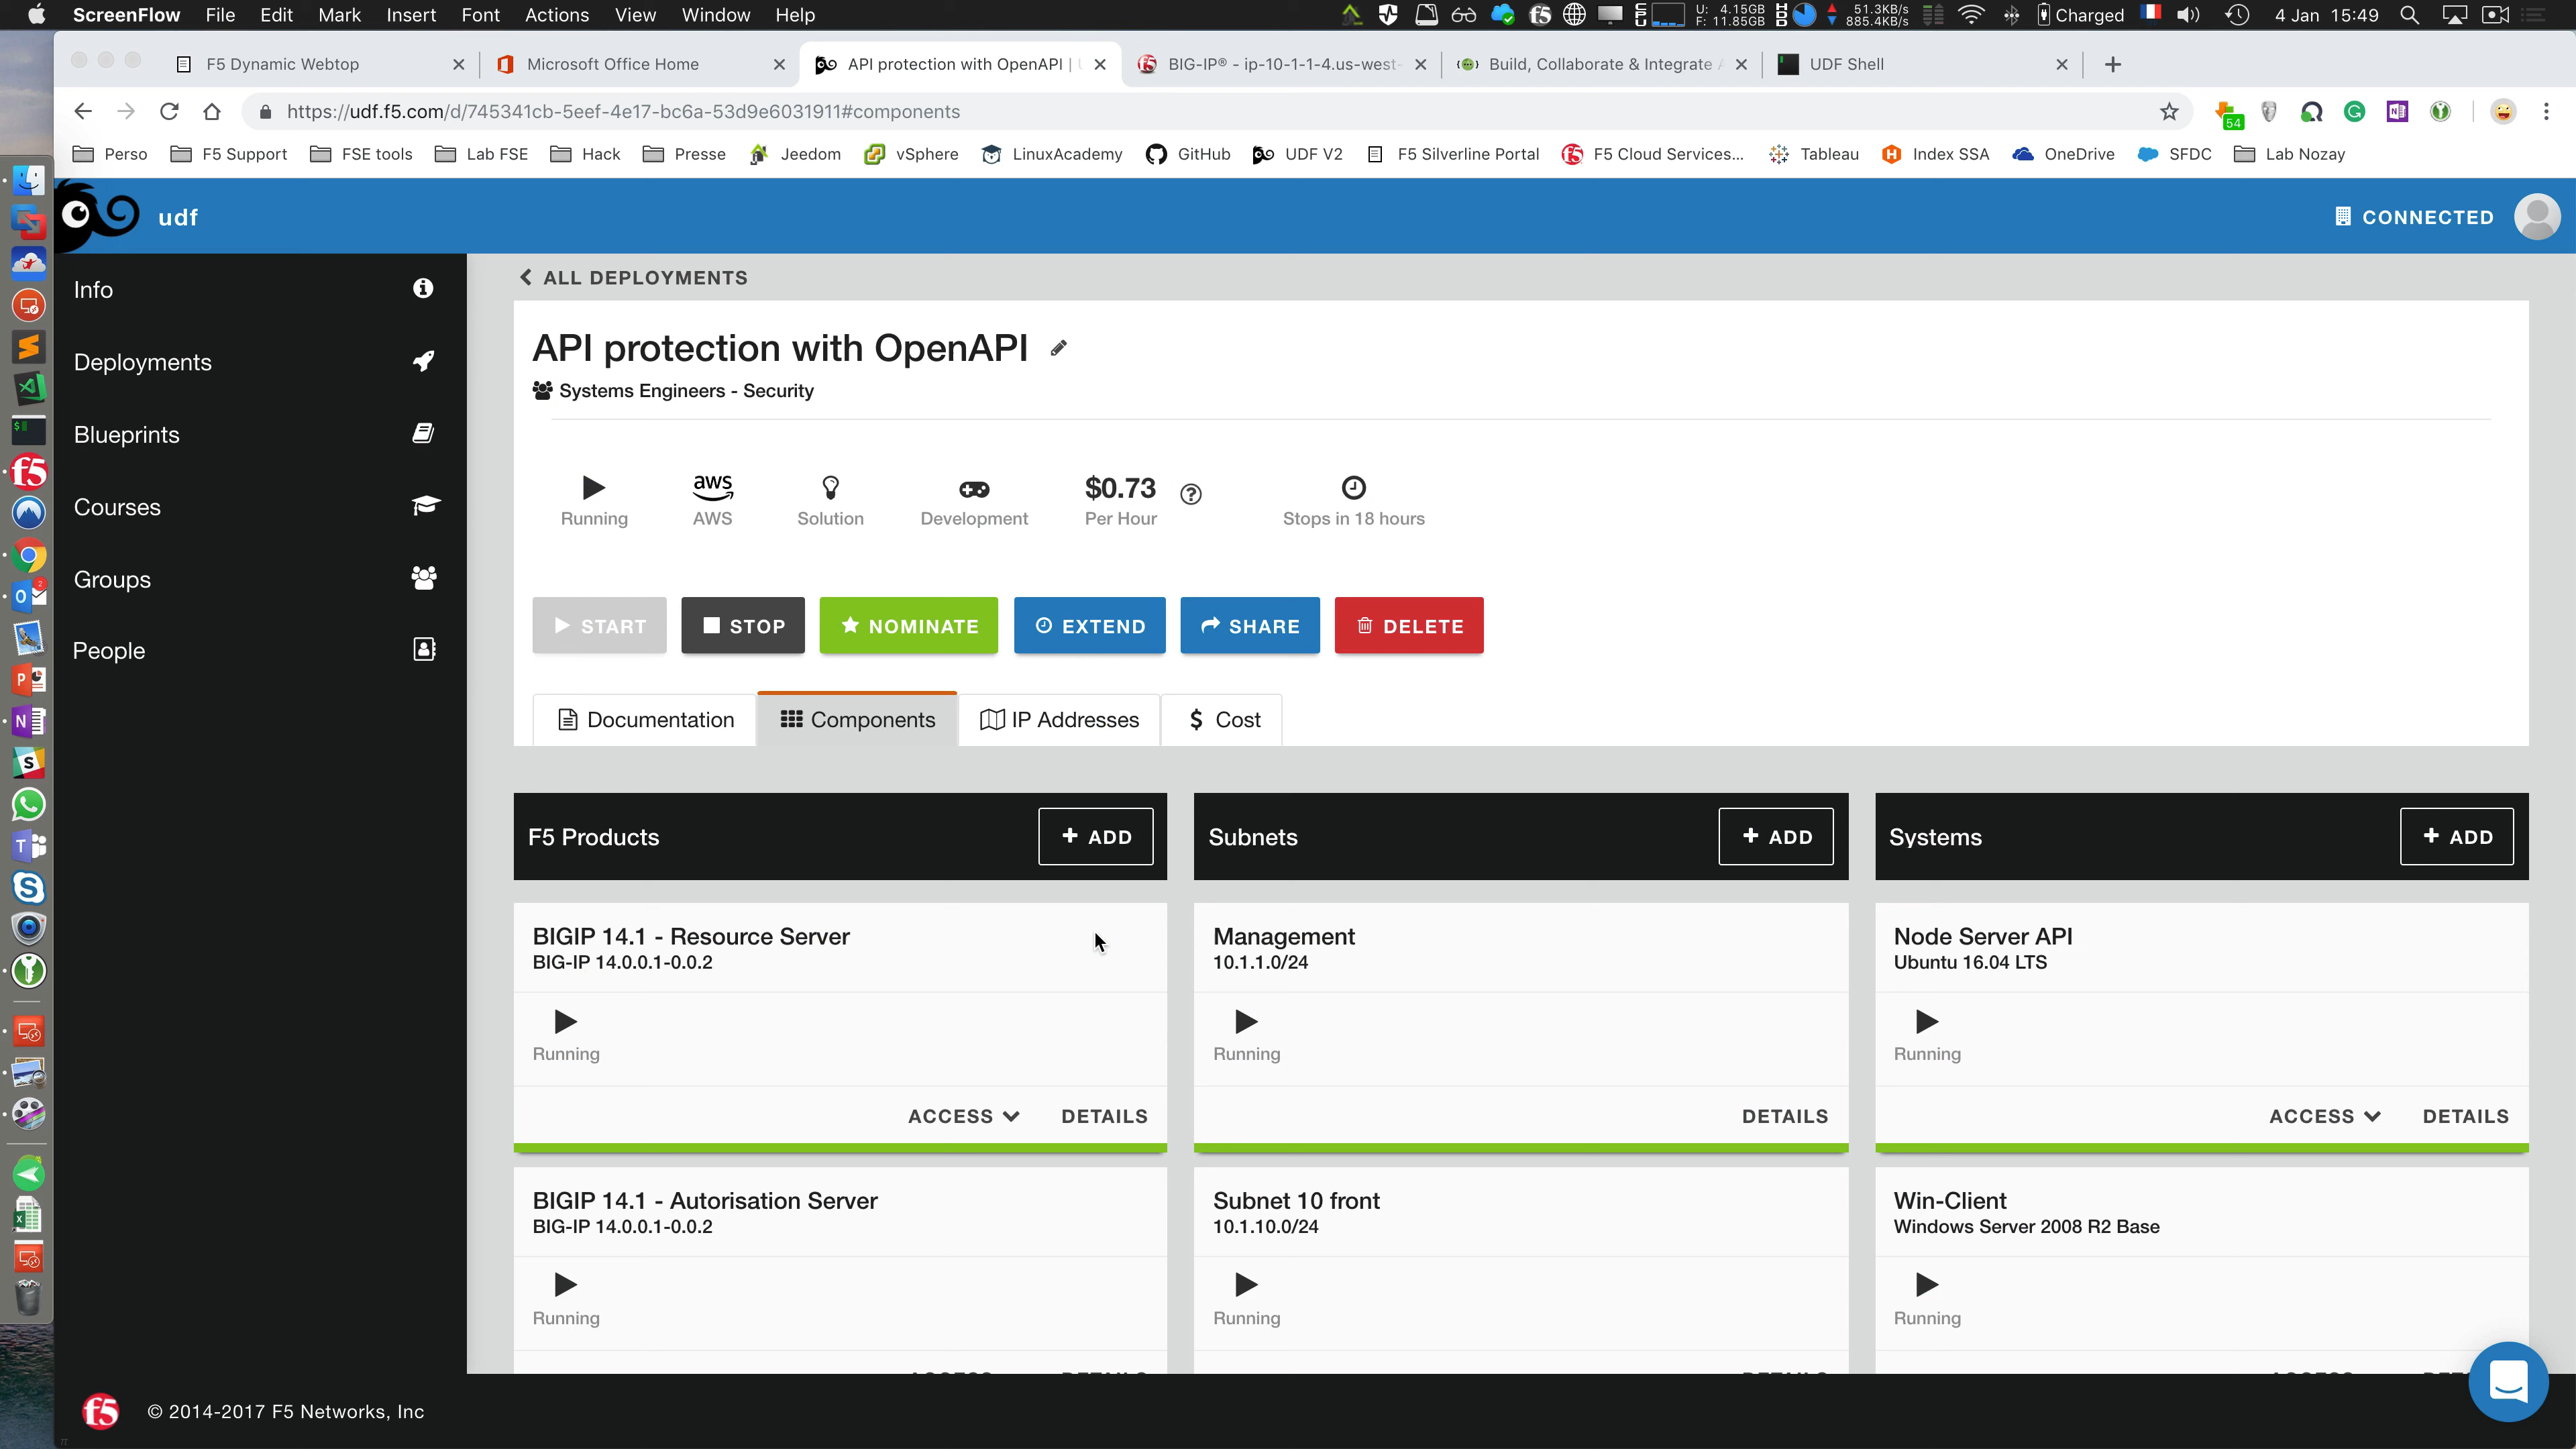 ScreenFlow File Edit Mark Insert Font Actions View Window Help
U: 4.15GB
F: 11.85GB
51.3KB/s
885.4KB/s
Charged
4 Jan 15:49
F5 Dynamic Webtop
Microsoft Office Home
API protection with OpenAPI |
BIG-IP® - ip-10-1-1-4.us-west-
Build, Collaborate & Integrate
UDF Shell
https://udf.f5.com/d/745341cb-5eef-4e17-bc6a-53d9e6031911#components
54
Perso
F5 Support
FSE tools
Lab FSE
Hack
Presse
Jeedom
vSphere
LinuxAcademy
GitHub
UDF V2
F5 Silverline Portal
F5 Cloud Services...
Tableau
Index SSA
OneDrive
SFDC
Lab Nozay
udf
CONNECTED
Info
Deployments
Blueprints
Courses
Groups
People
ALL DEPLOYMENTS
API protection with OpenAPI
Systems Engineers - Security
aws
$0.73
Running
AWS
Solution
Development
Per Hour
Stops in 18 hours
START
STOP
NOMINATE
EXTEND
SHARE
DELETE
Documentation
Components
IP Addresses
$ Cost
F5 Products
+ ADD
Subnets
+ ADD
Systems
+ ADD
BIGIP 14.1 - Resource Server
BIG-IP 14.0.0.1-0.0.2
Running
ACCESS
DETAILS
Management
10.1.1.0/24
Running
DETAILS
Node Server API
Ubuntu 16.04 LTS
Running
ACCESS
DETAILS
BIGIP 14.1 - Autorisation Server
BIG-IP 14.0.0.1-0.0.2
Running
Subnet 10 front
10.1.10.0/24
Running
Win-Client
Windows Server 2008 R2 Base
Running
f5
© 2014-2017 F5 Networks, Inc